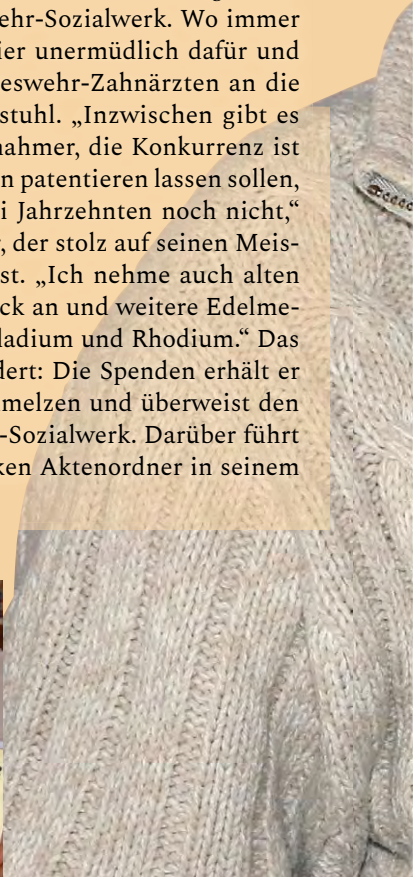 ehr-Sozialwerk. Wo immer
ier unermüdlich dafür und
eswehr-Zahnärzten an die
stuhl. „Inzwischen gibt es
nahmer, die Konkurrenz ist
n patentieren lassen sollen,
i Jahrzehnten noch nicht,“
, der stolz auf seinen Meis-
st. „Ich nehme auch alten
ck an und weitere Edelme-
ladium und Rhodium.“ Das
dert: Die Spenden erhält er
melzen und überweist den
-Sozialwerk. Darüber führt
ken Aktenordner in seinem